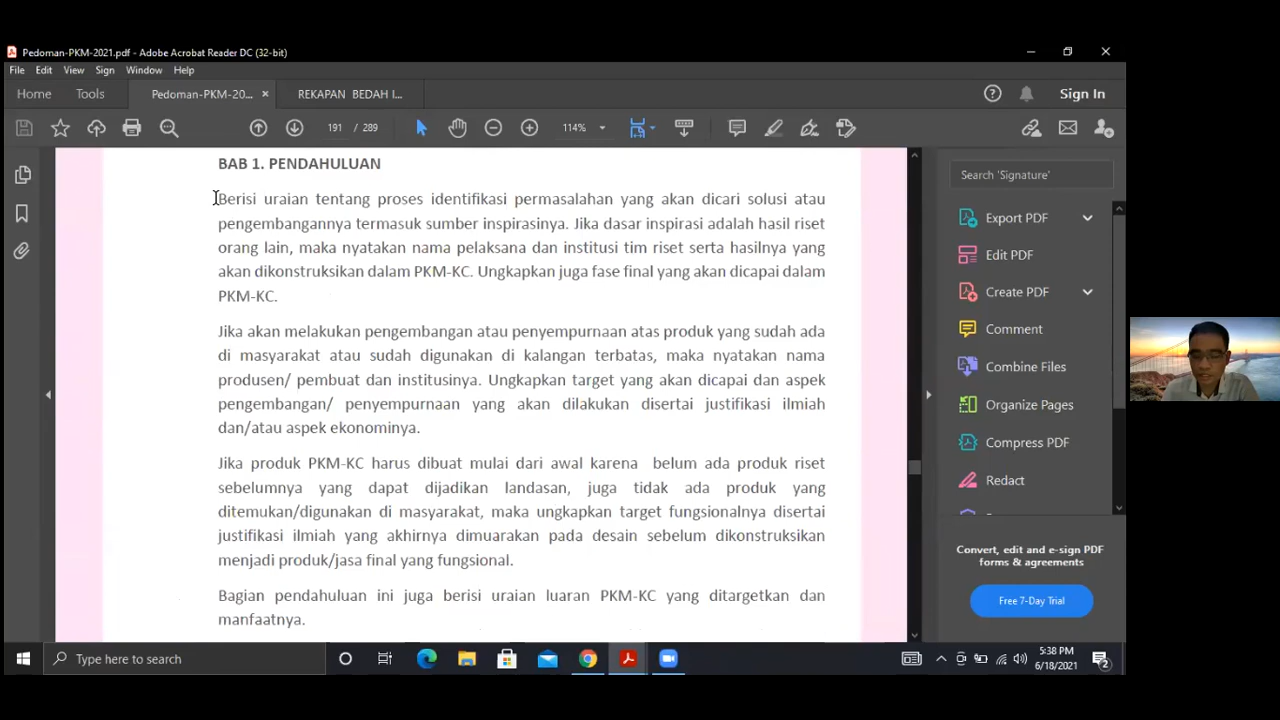 Pedoman-PKM-2021.pdf - Adobe Acrobat Reader DC (32-bit)
File Edit View Sign Window Help
Home Tools Pedoman-PKM-20... × REKAPAN BEDAH I... Sign In
191 / 289 114%
BAB 1. PENDAHULUAN
Berisi uraian tentang proses identifikasi permasalahan yang akan dicari solusi atau
pengembangannya termasuk sumber inspirasinya. Jika dasar inspirasi adalah hasil riset
orang lain, maka nyatakan nama pelaksana dan institusi tim riset serta hasilnya yang
akan dikonstruksikan dalam PKM-KC. Ungkapkan juga fase final yang akan dicapai dalam
PKM-KC.
Jika akan melakukan pengembangan atau penyempurnaan atas produk yang sudah ada
di masyarakat atau sudah digunakan di kalangan terbatas, maka nyatakan nama
produsen/ pembuat dan institusinya. Ungkapkan target yang akan dicapai dan aspek
pengembangan/ penyempurnaan yang akan dilakukan disertai justifikasi ilmiah
dan/atau aspek ekonominya.
Jika produk PKM-KC harus dibuat mulai dari awal karena belum ada produk riset
sebelumnya yang dapat dijadikan landasan, juga tidak ada produk yang
ditemukan/digunakan di masyarakat, maka ungkapkan target fungsionalnya disertai
justifikasi ilmiah yang akhirnya dimuarakan pada desain sebelum dikonstruksikan
menjadi produk/jasa final yang fungsional.
Bagian pendahuluan ini juga berisi uraian luaran PKM-KC yang ditargetkan dan
manfaatnya.
Search 'Signature'
Export PDF
Edit PDF
Create PDF
Comment
Combine Files
Organize Pages
Compress PDF
Redact
Convert, edit and e-sign PDF
forms & agreements
Free 7-Day Trial
Type here to search
5:38 PM
6/18/2021
2